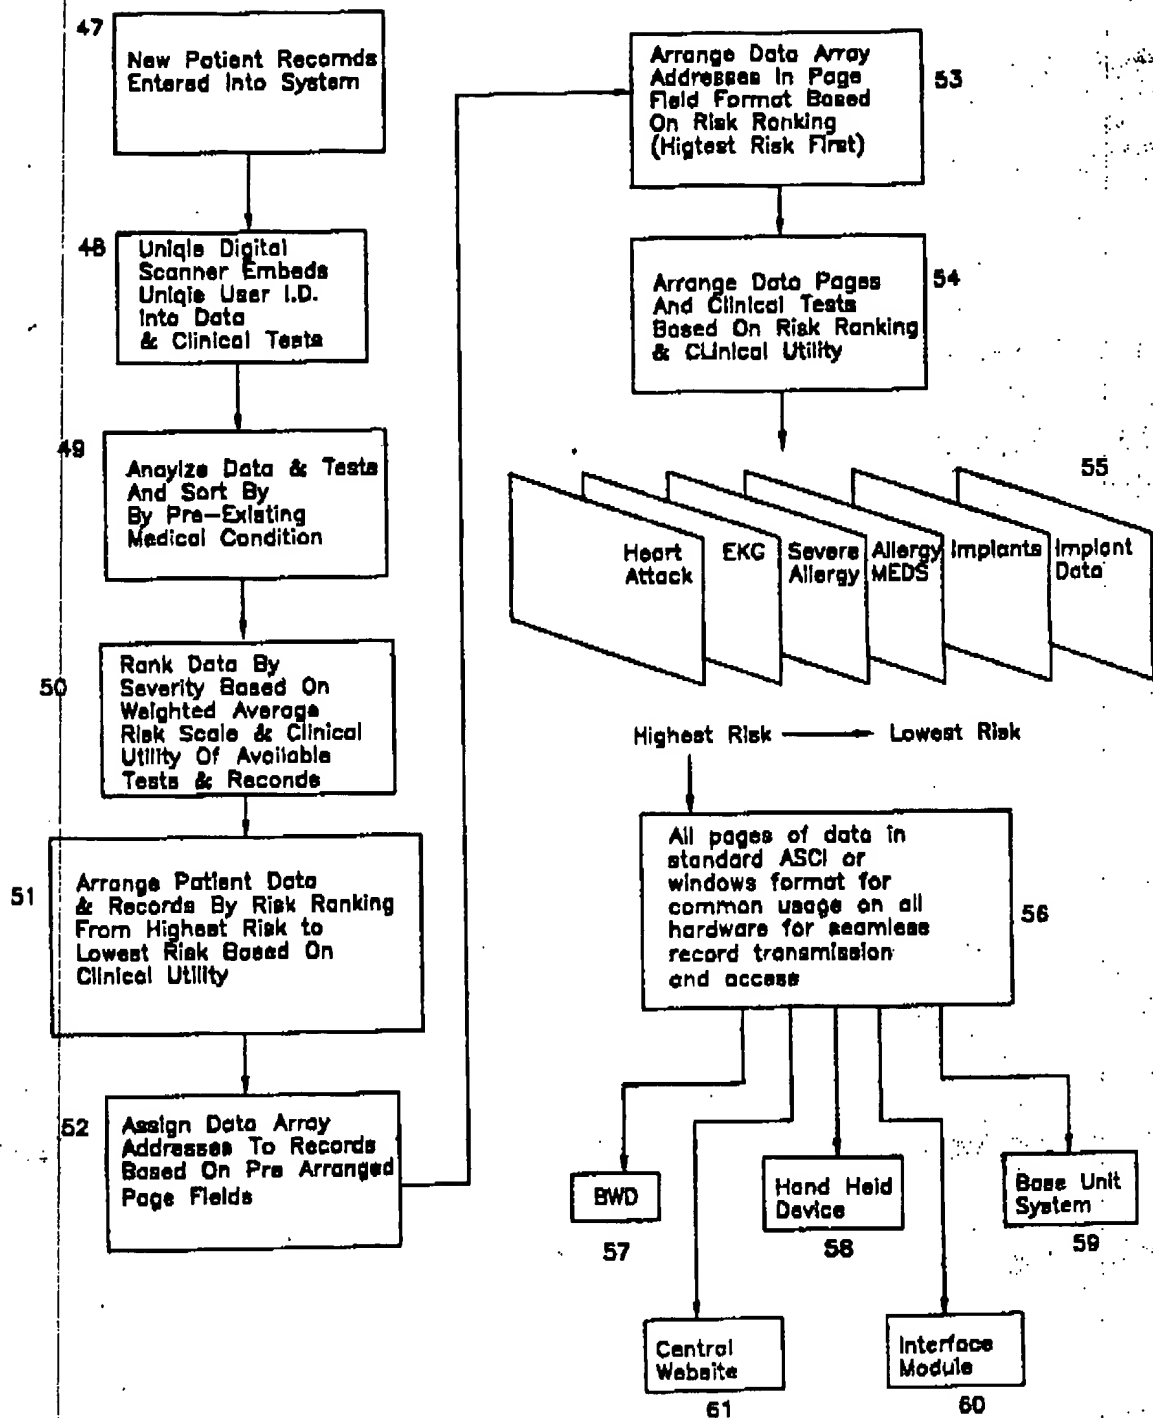 47
New Patient Recomds
Entered Into System
48
Uniqie Digital
Scanner Embeds
Uniqie User I.D.
Into Data
& Clinical Tests
49
Anaylze Data & Tests
And Sort By
By Pre-Existing
Medical Condition
50
Rank Data By
Severity Based On
Weighted Average
Risk Scale & Clinical
Utility Of Available
Tests & Reconds
51
Arrange Patient Data
& Records By Risk Ranking
From Highest Risk to
Lowest Risk Based On
Clinical Utility
52
Assign Data Array
Addresses To Records
Based On Pre Arranged
Page Fields
53
Arrange Data Array
Addresses In Page
Field Format Based
On Risk Ranking
(Higtest Risk First)
54
Arrange Data Pages
And Clinical Tests
Based On Risk Ranking
& CLinical Utility
55
Heart
Attack
EKG
Severe
Allergy
Allergy
MEDS
Implants
Implant
Data
Highest Risk
Lowest Risk
56
All pages of data in
standard ASCI or
windows format for
common usage on all
hardware for seamless
record transmission
and access
BWD
57
Hand Held
Device
58
Base Unit
System
59
Central
Website
61
Interface
Module
60